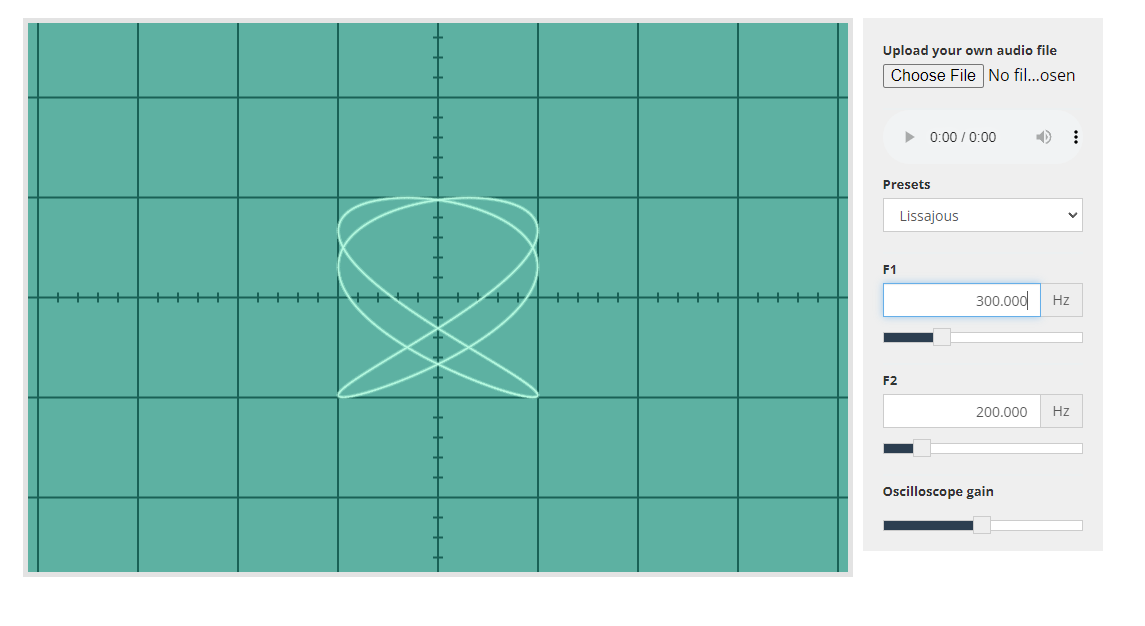 Upload your own audio file
Choose File No fil...osen
0:00 / 0:00
Presets
Lissajous
F1
300.000 Hz
F2
200.000 Hz
Oscilloscope gain